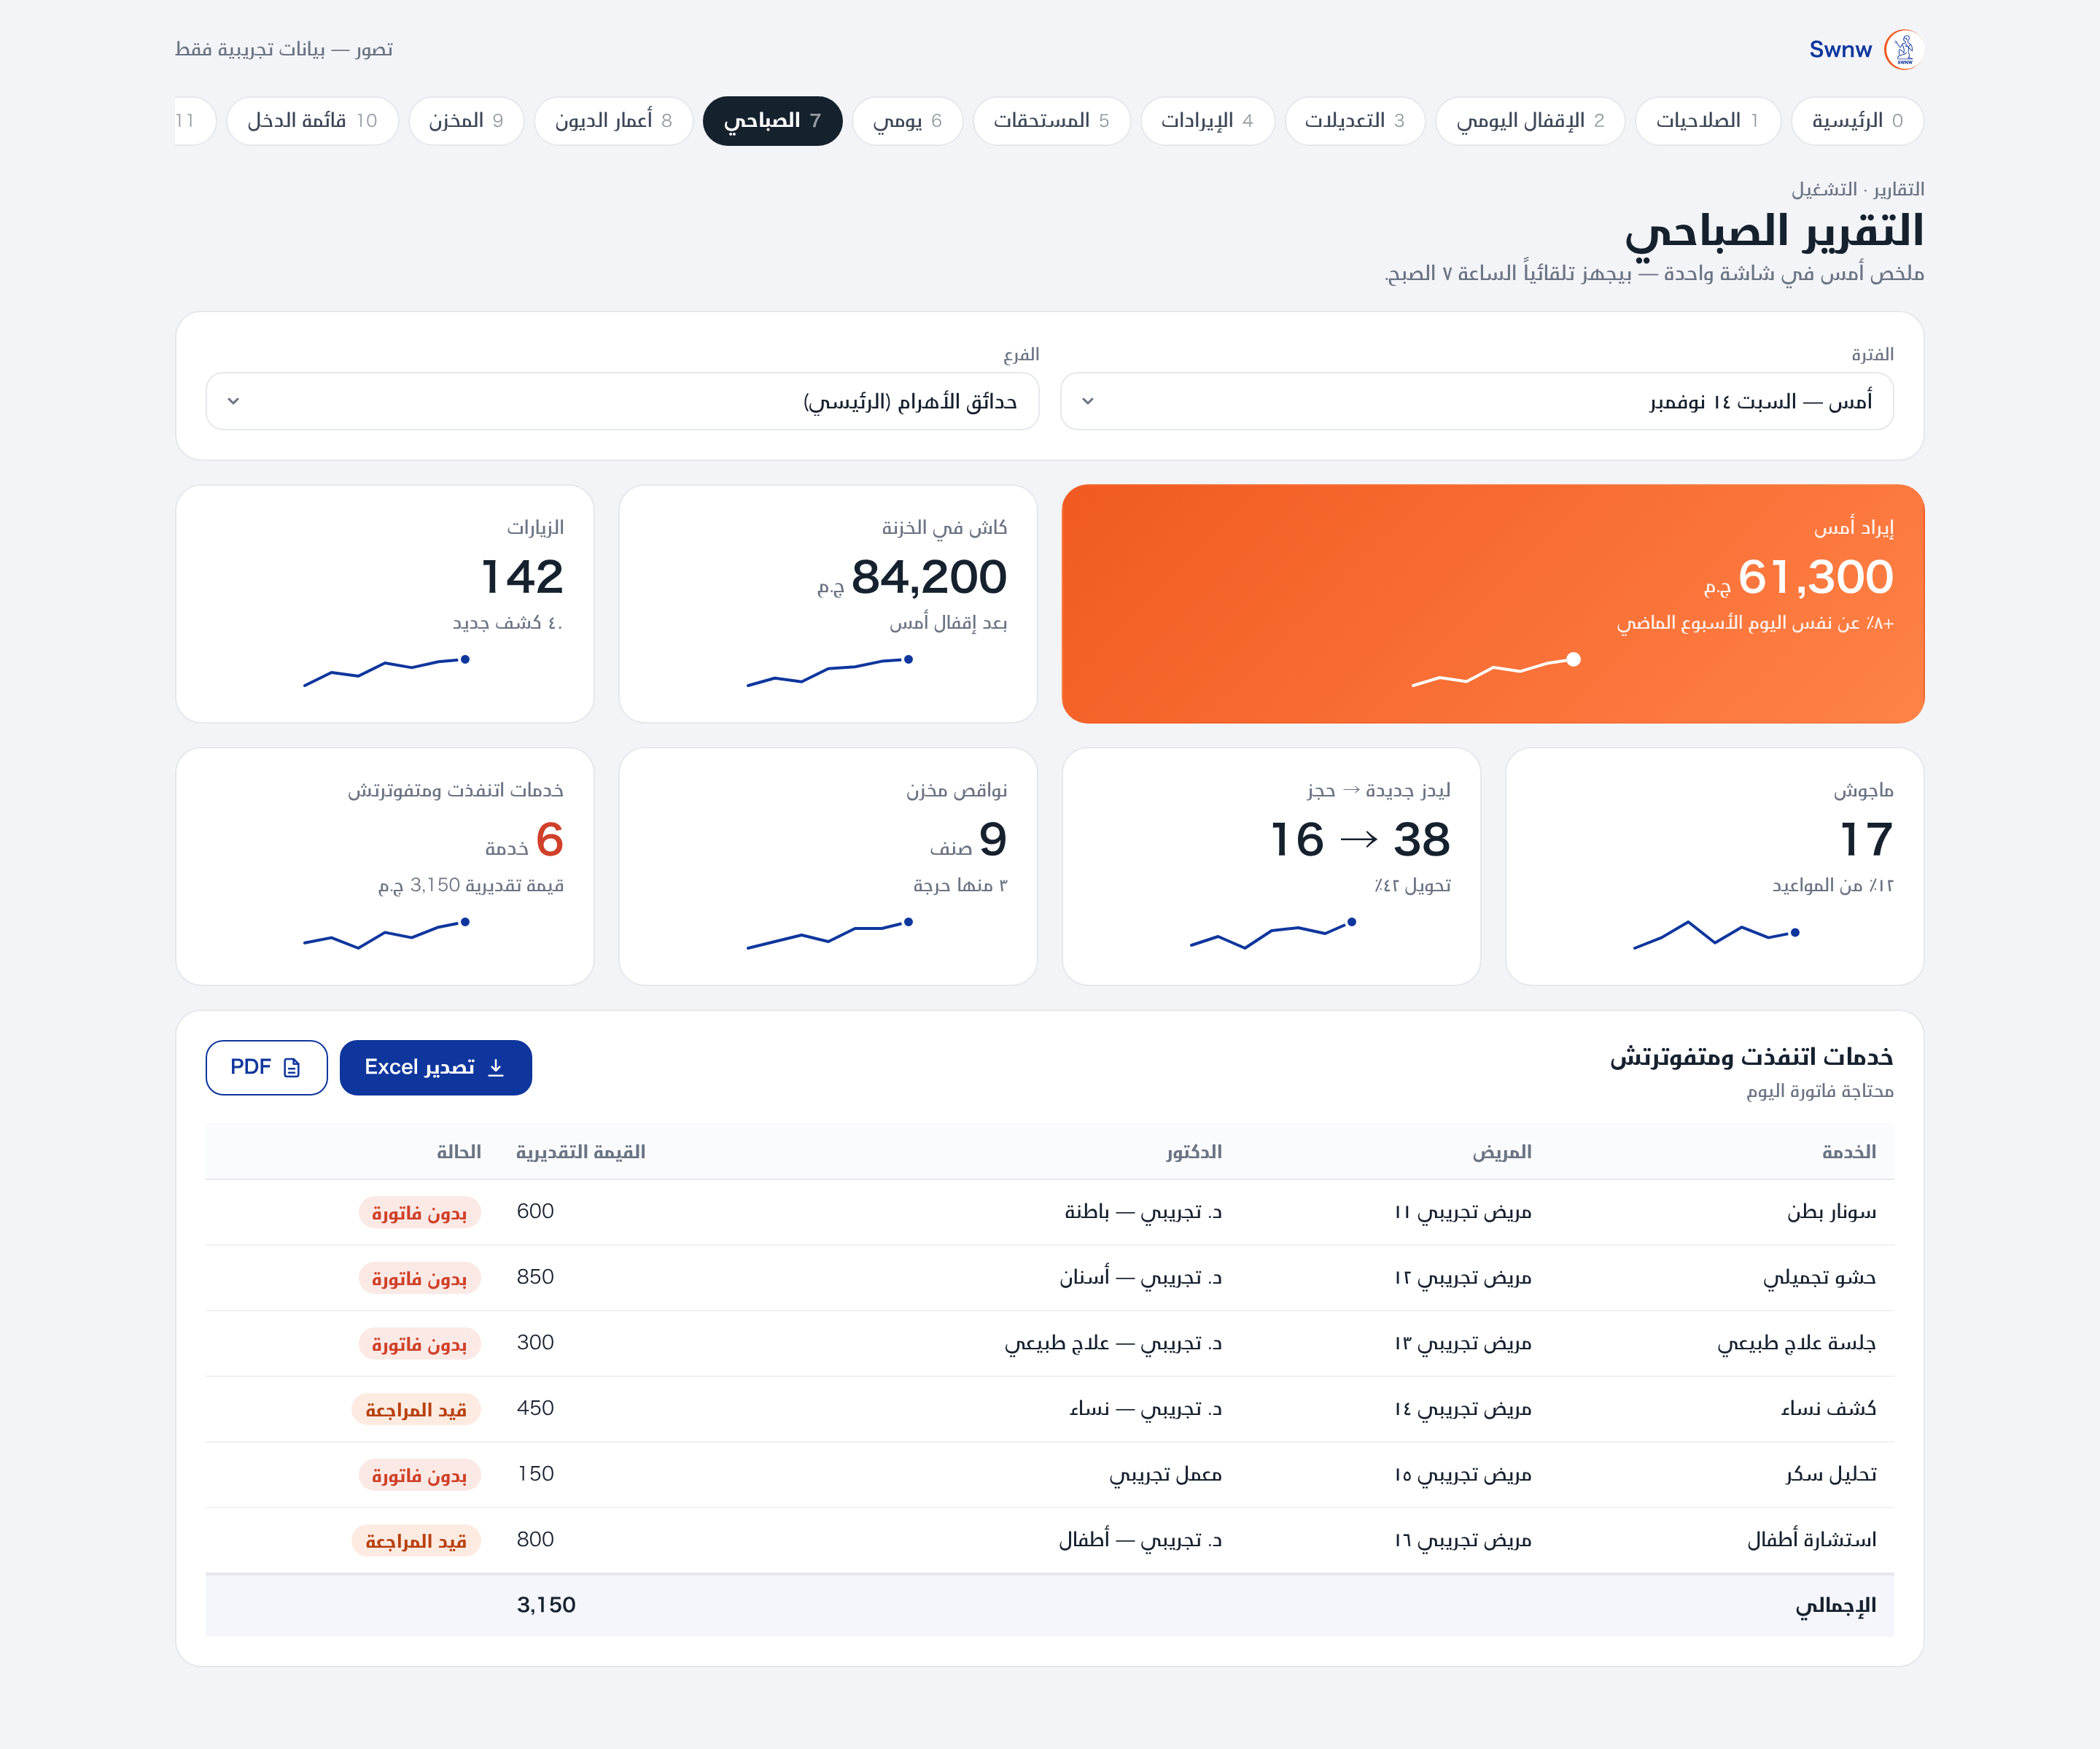 Swnw
تصور — بيانات تجريبية فقط
0 الرئيسية
1 الصلاحيات
2 الإقفال اليومي
3 التعديلات
4 الإيرادات
5 المستحقات
6 يومي
7 الصباحي
8 أعمار الديون
9 المخزن
10 قائمة الدخل
11
التقارير · التشغيل
التقرير الصباحي
ملخص أمس في شاشة واحدة — بيجهز تلقائياً الساعة ٧ الصبح.
الفترة
أمس — السبت ١٤ نوفمبر
الفرع
حدائق الأهرام (الرئيسي)
إيراد أمس
61,300 ج.م
+٨٪ عن نفس اليوم الأسبوع الماضي
كاش في الخزنة
84,200 ج.م
بعد إقفال أمس
الزيارات
142
٤٠ كشف جديد
ماجوش
17
١٢٪ من المواعيد
ليدز جديدة → حجز
38 → 16
تحويل ٤٢٪
نواقص مخزن
9 صنف
٣ منها حرجة
خدمات اتنفذت ومتفوترتش
6 خدمة
قيمة تقديرية 3,150 ج.م
خدمات اتنفذت ومتفوترتش
محتاجة فاتورة اليوم
تصدير Excel
PDF
الخدمة المريض الدكتور القيمة التقديرية الحالة
سونار بطن مريض تجريبي ١١ د. تجريبي — باطنة 600 بدون فاتورة
حشو تجميلي مريض تجريبي ١٢ د. تجريبي — أسنان 850 بدون فاتورة
جلسة علاج طبيعي مريض تجريبي ١٣ د. تجريبي — علاج طبيعي 300 بدون فاتورة
كشف نساء مريض تجريبي ١٤ د. تجريبي — نساء 450 قيد المراجعة
تحليل سكر مريض تجريبي ١٥ معمل تجريبي 150 بدون فاتورة
استشارة أطفال مريض تجريبي ١٦ د. تجريبي — أطفال 800 قيد المراجعة
الإجمالي 3,150